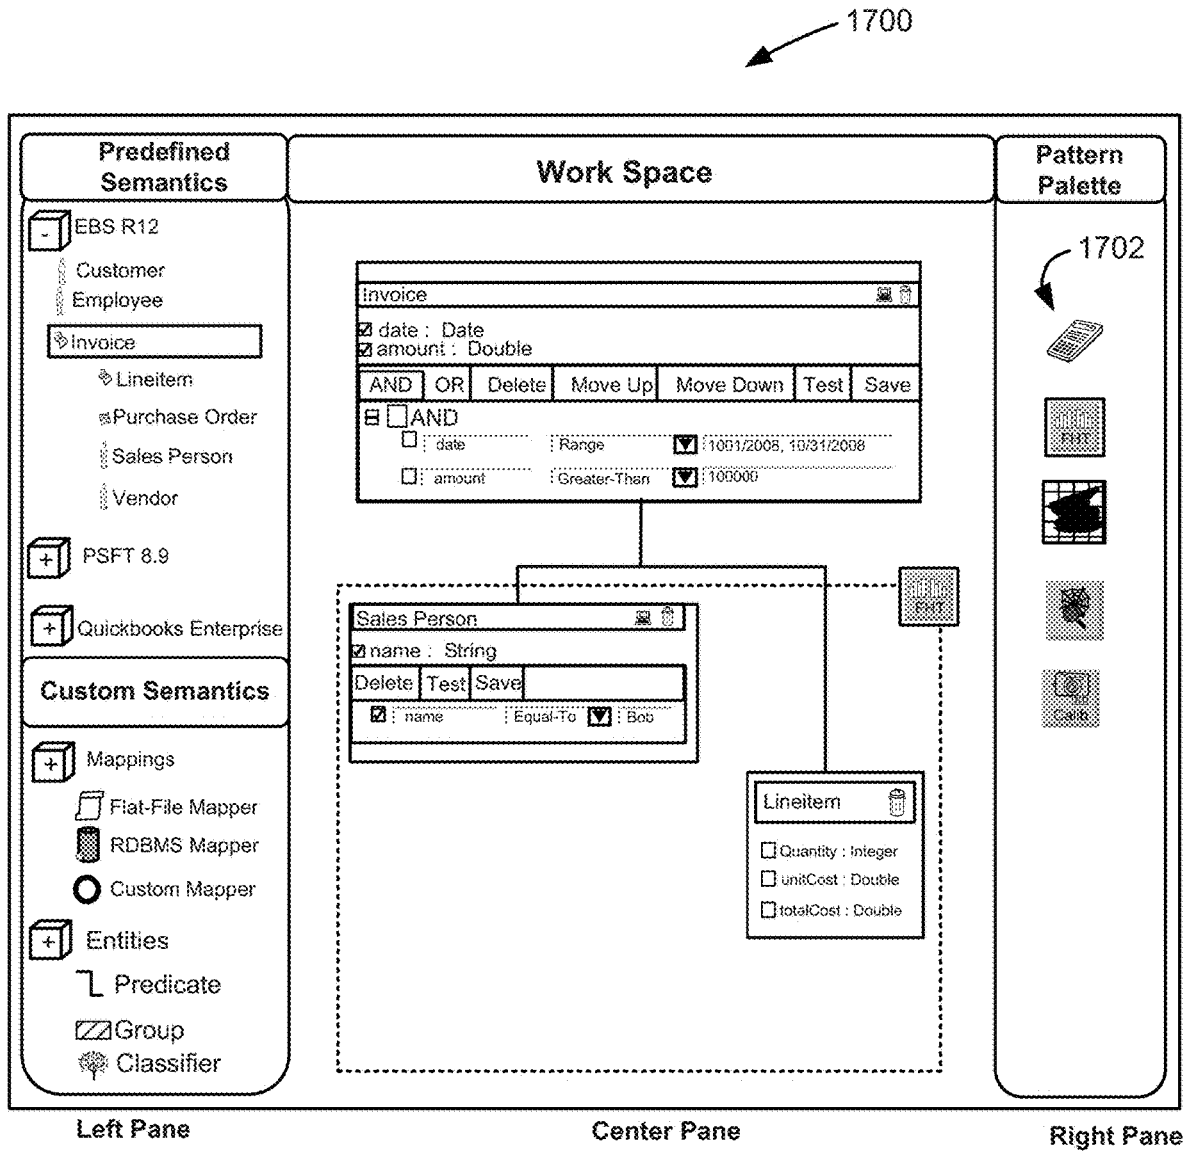 1700
Predefined
Semantics
Work Space
Pattern
Palette
- EBS R12
Customer
Employee
Invoice
Lineitem
Purchase Order
Sales Person
Vendor
+ PSFT 8.9
+ Quickbooks Enterprise
Custom Semantics
+ Mappings
Flat-File Mapper
RDBMS Mapper
Custom Mapper
+ Entities
Predicate
Group
Classifier
Invoice
date : Date
amount : Double
AND OR Delete Move Up Move Down Test Save
AND
date Range 1001/2008, 10/31/2008
amount Greater-Than 100000
FHT
Sales Person
name : String
Delete Test Save
name Equal-To Bob
Lineitem
Quantity : Integer
unitCost : Double
totalCost : Double
1702
FHT
Left Pane
Center Pane
Right Pane